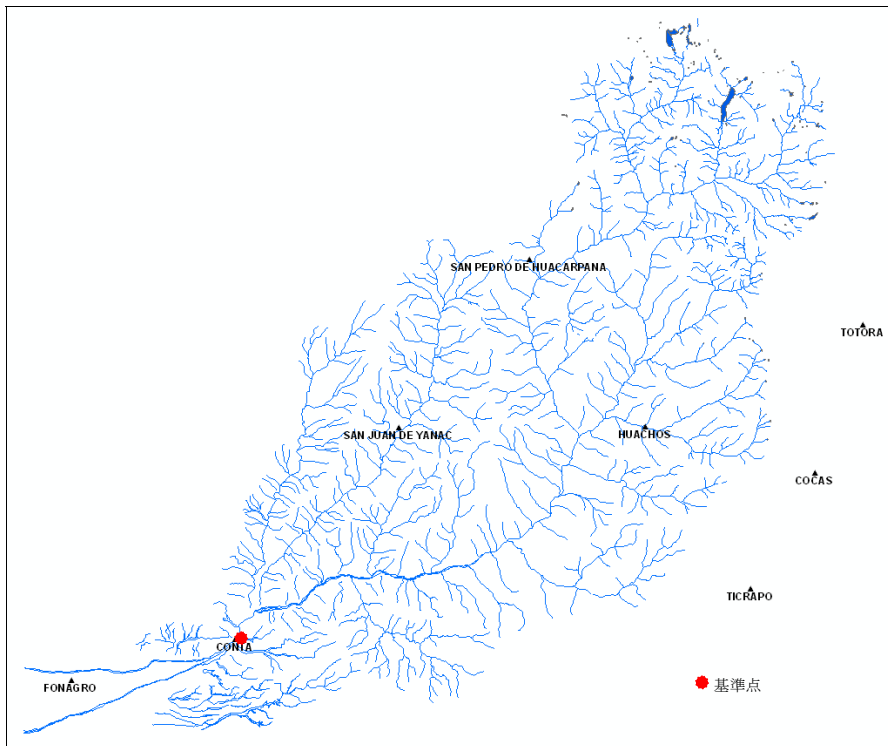 SAN PEDRO DE HUACARPANA
TOTORA
SAN JUAN DE YANAC
HUACHOS
COCAS
TICRAPO
CONTA
FONAGRO
基準点